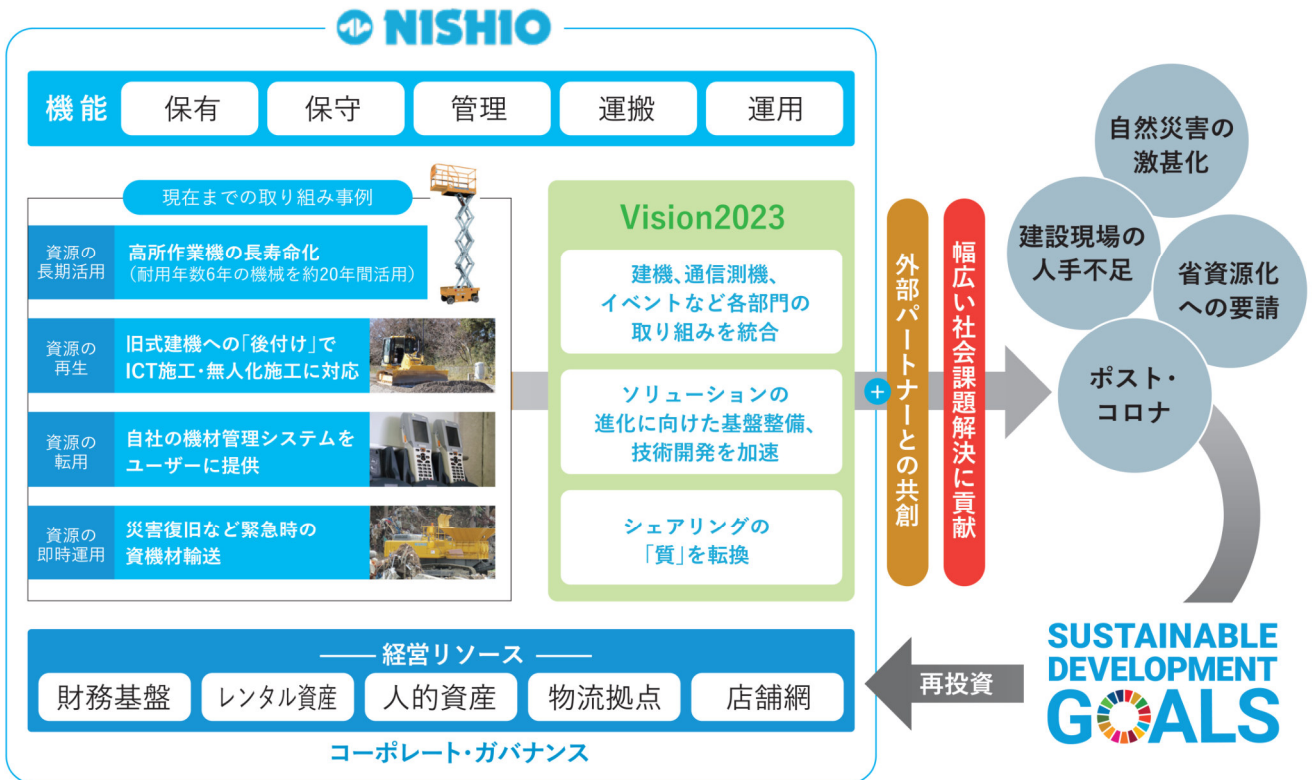 NISHIO
機能
保有
保守
管理
運搬
運用
現在までの取り組み事例
資源の
長期活用
高所作業機の長寿命化
(耐用年数6年の機械を約20年間活用)
資源の
再生
旧式建機への「後付け」で
ICT施工・無人化施工に対応
資源の
転用
自社の機材管理システムを
ユーザーに提供
資源の
即時運用
災害復旧など緊急時の
資機材輸送
Vision2023
建機、通信測機、
イベントなど各部門の
取り組みを統合
ソリューションの
進化に向けた基盤整備、
技術開発を加速
シェアリングの
「質」を転換
+
外部パートナーとの共創
幅広い社会課題解決に貢献
自然災害の
激甚化
建設現場の
人手不足
省資源化
への要請
ポスト・
コロナ
SUSTAINABLE
DEVELOPMENT
GOALS
再投資
経営リソース
財務基盤
レンタル資産
人的資産
物流拠点
店舗網
コーポレート・ガバナンス